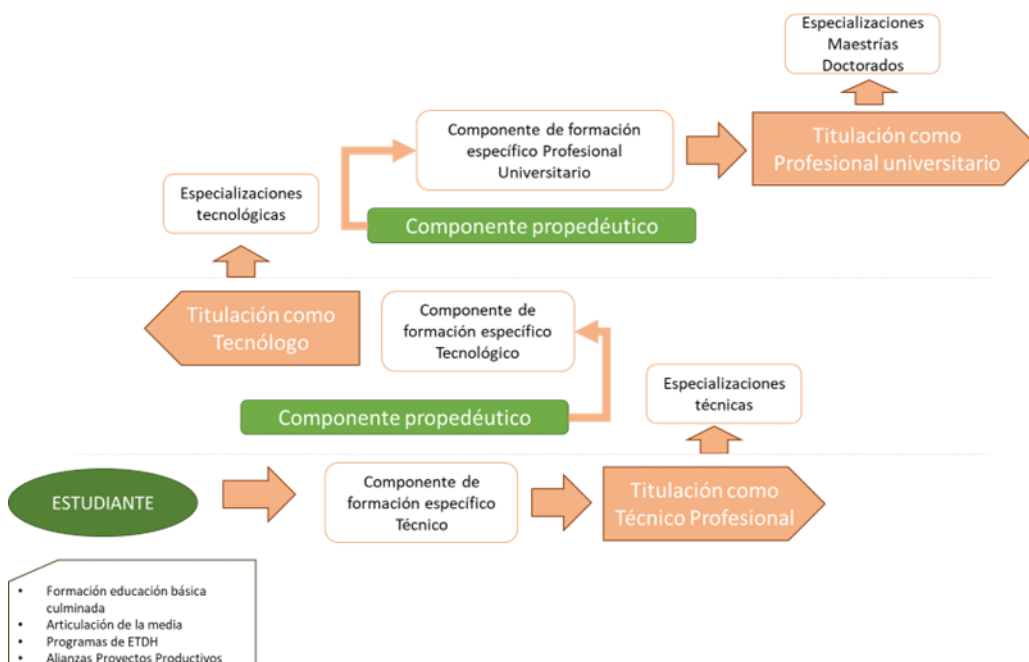 Especializaciones
Maestrías
Doctorados
Componente de formación
específico Profesional
Universitario
Titulación como
Profesional universitario
Especializaciones
tecnológicas
Componente propedéutico
Titulación como
Tecnólogo
Componente de
formación específico
Tecnológico
Especializaciones
técnicas
Componente propedéutico
ESTUDIANTE
Componente de
formación específico
Técnico
Titulación como
Técnico Profesional
• Formación educación básica
culminada
• Articulación de la media
• Programas de ETDH
• Alianzas Proyectos Productivos